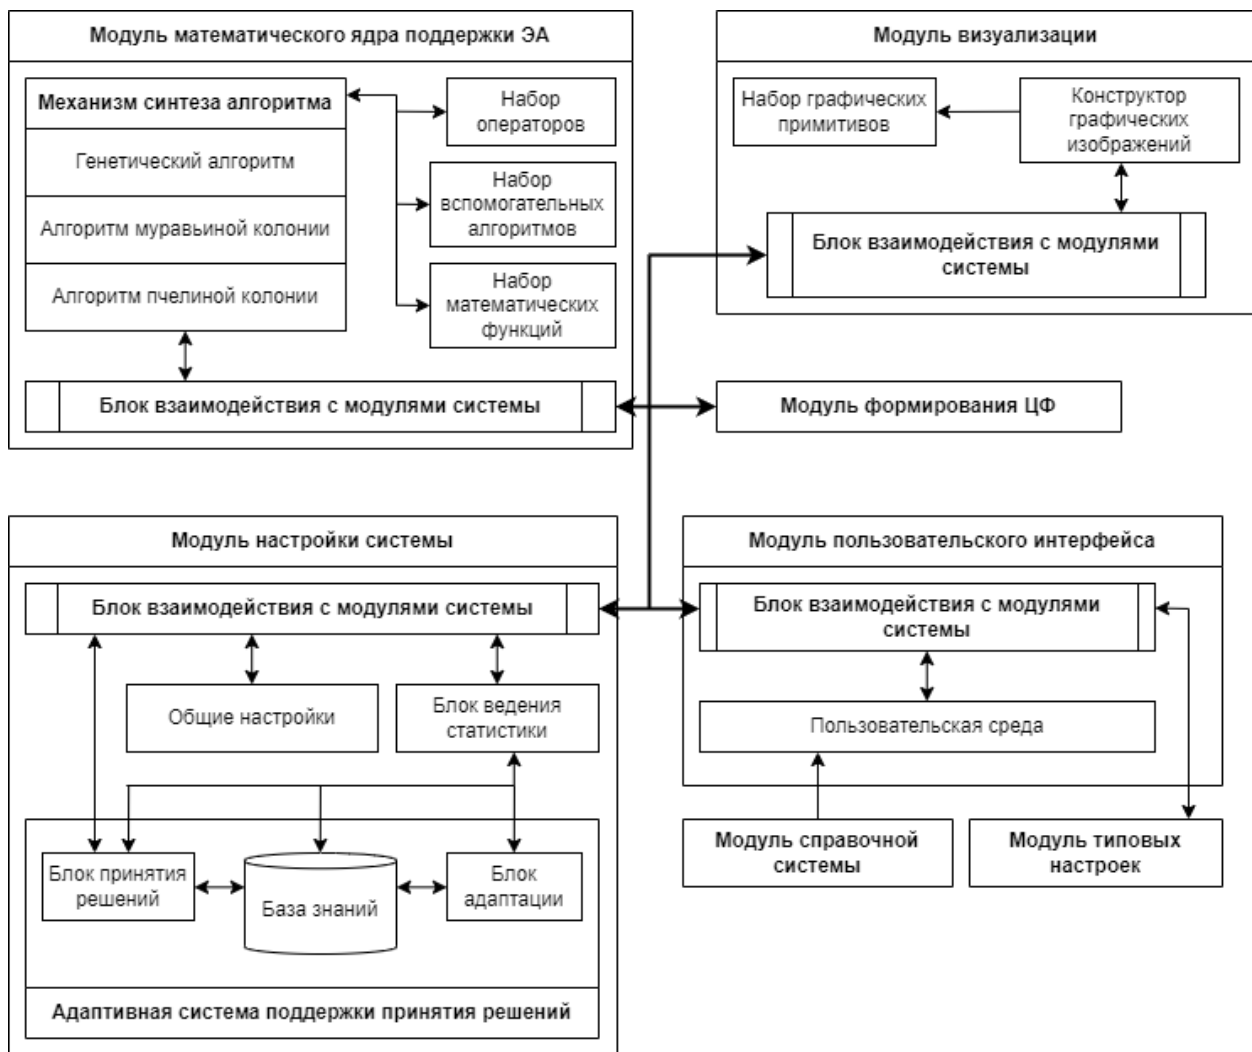 Модуль математического ядра поддержки ЭА
Механизм синтеза алгоритма
Генетический алгоритм
Алгоритм муравьиной колонии
Алгоритм пчелиной колонии
Набор
операторов
Набор
вспомогательных
алгоритмов
Набор
математических
функций
Блок взаимодействия с модулями системы
Модуль визуализации
Набор графических
примитивов
Конструктор
графических
изображений
Блок взаимодействия с модулями
системы
Модуль формирования ЦФ
Модуль настройки системы
Блок взаимодействия с модулями системы
Общие настройки
Блок ведения
статистики
Блок принятия
решений
База знаний
Блок
адаптации
Адаптивная система поддержки принятия решений
Модуль пользовательского интерфейса
Блок взаимодействия с модулями
системы
Пользовательская среда
Модуль справочной
системы
Модуль типовых
настроек